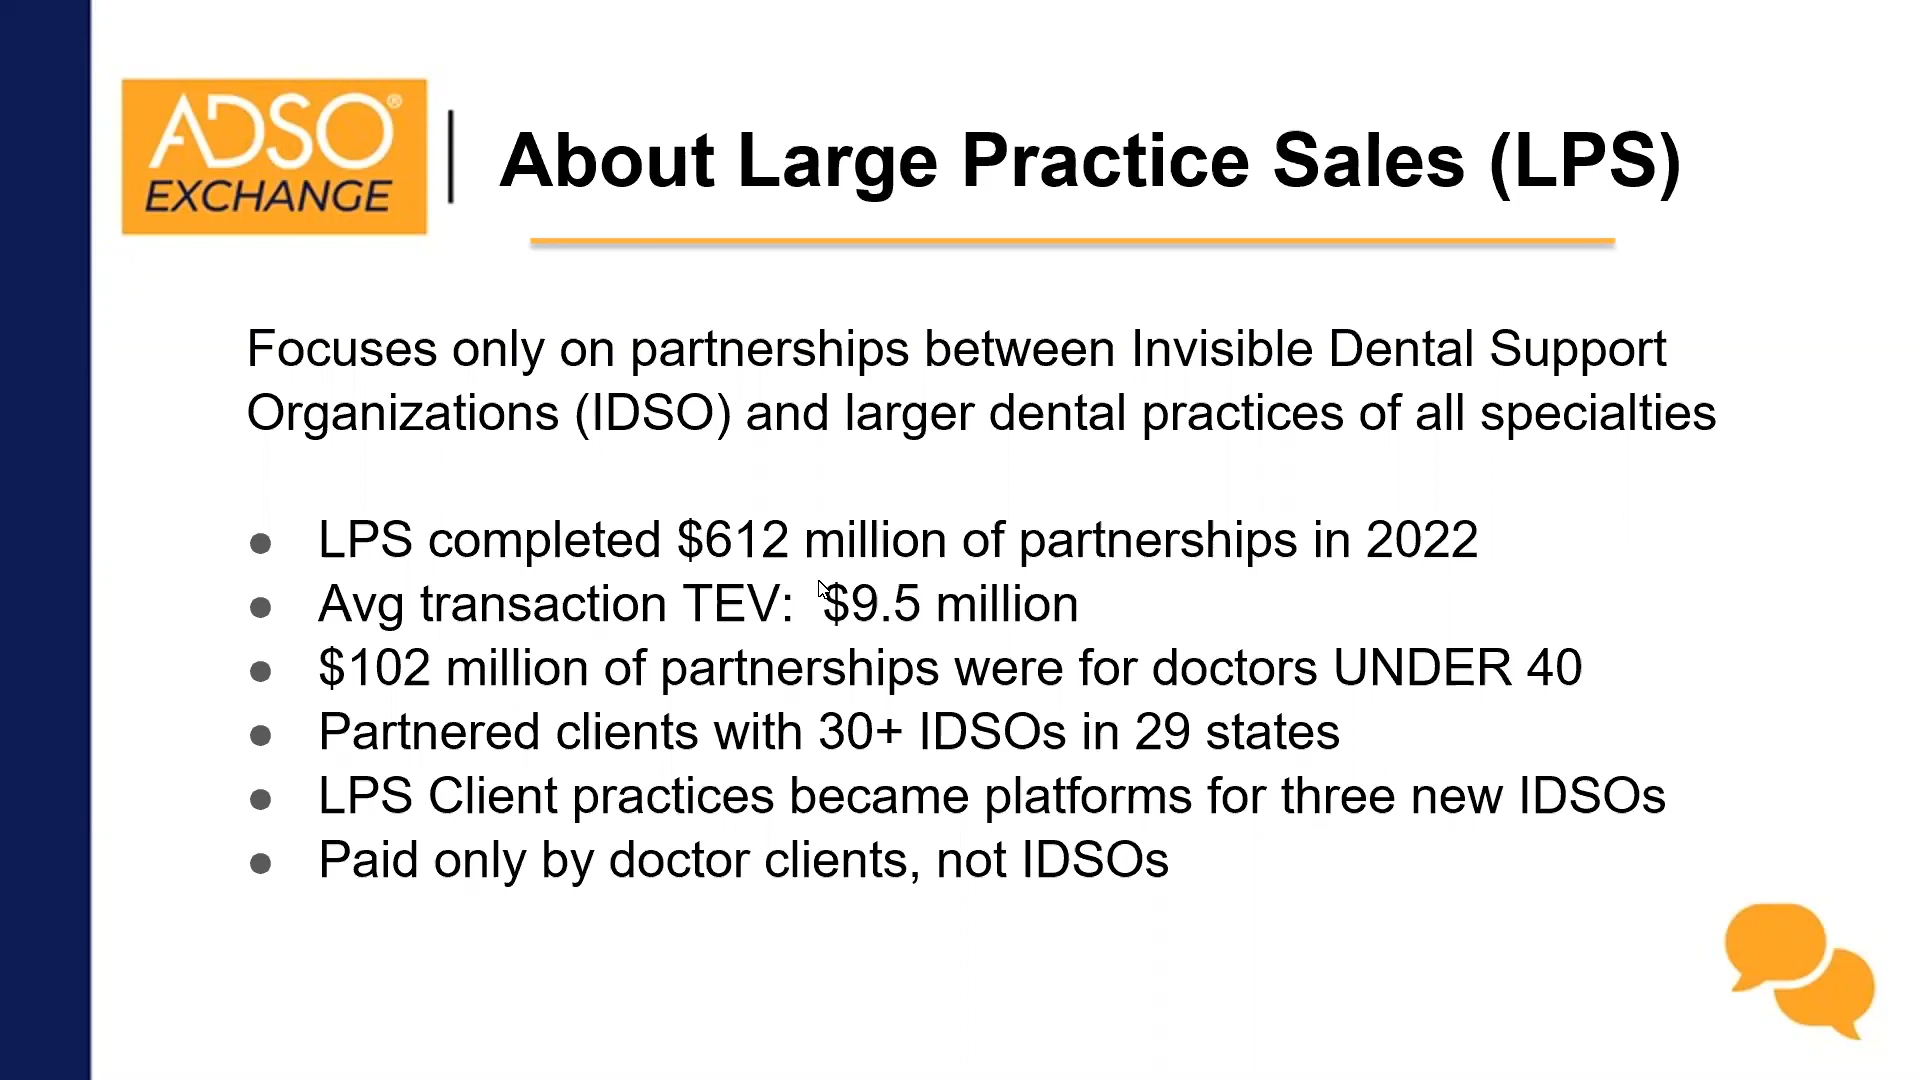 ADSO®
EXCHANGE
About Large Practice Sales (LPS)
Focuses only on partnerships between Invisible Dental Support
Organizations (IDSO) and larger dental practices of all specialties
● LPS completed $612 million of partnerships in 2022
● Avg transaction TEV:  $9.5 million
● $102 million of partnerships were for doctors UNDER 40
● Partnered clients with 30+ IDSOs in 29 states
● LPS Client practices became platforms for three new IDSOs
● Paid only by doctor clients, not IDSOs